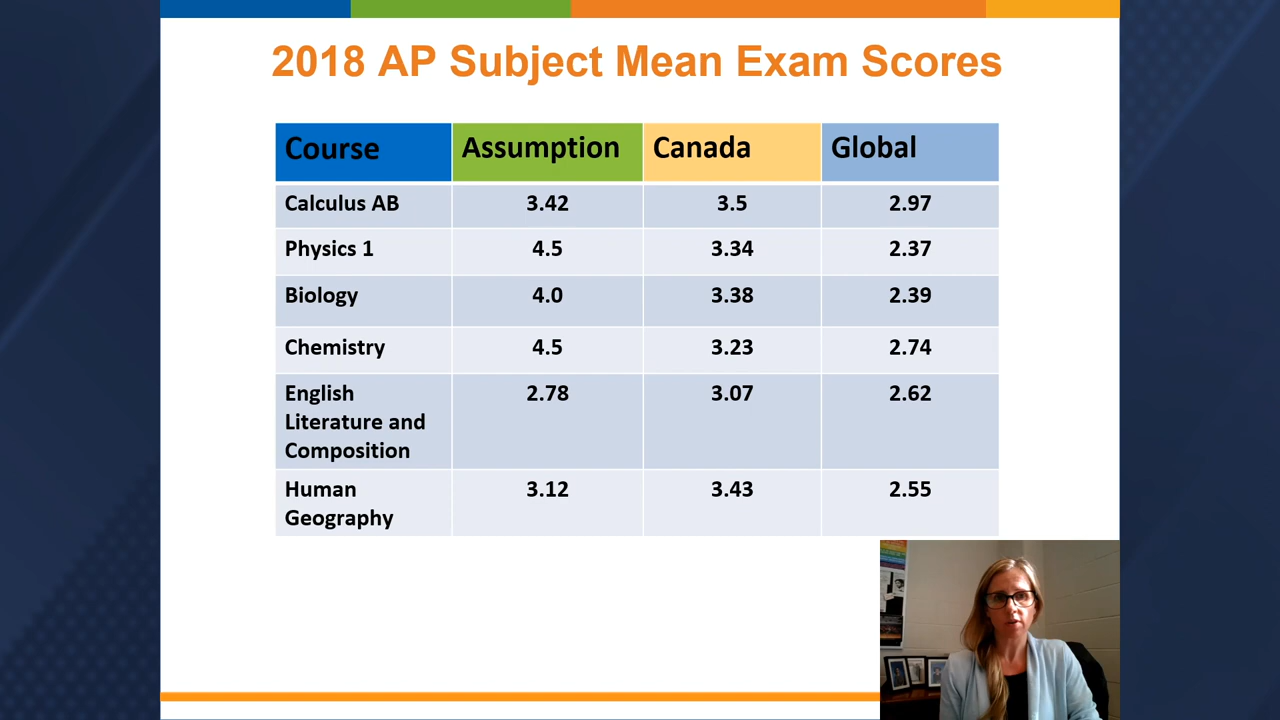 2018 AP Subject Mean Exam Scores
Course Assumption Canada Global
Calculus AB 3.42 3.5 2.97
Physics 1 4.5 3.34 2.37
Biology 4.0 3.38 2.39
Chemistry 4.5 3.23 2.74
English 2.78 3.07 2.62
Literature and
Composition
Human 3.12 3.43 2.55
Geography